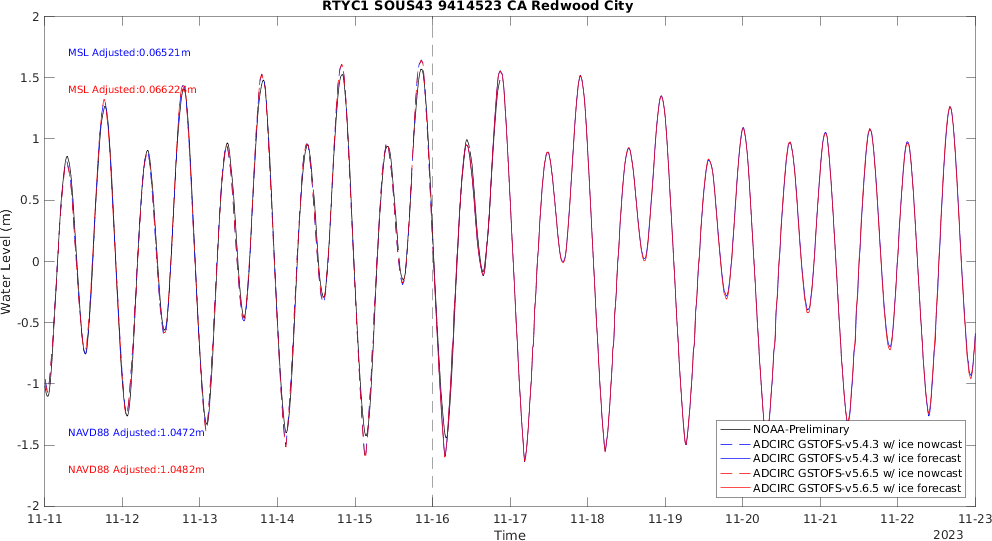 RTYC1 SOUS43 9414523 CA Redwood City
2
1.5
1
0.5
0
-0.5
-1
-1.5
-2
Water Level (m)
MSL Adjusted:0.06521m
MSL Adjusted:0.066224m
NAVD88 Adjusted:1.0472m
NAVD88 Adjusted:1.0482m
NOAA-Preliminary
ADCIRC GSTOFS-v5.4.3 w/ ice nowcast
ADCIRC GSTOFS-v5.4.3 w/ ice forecast
ADCIRC GSTOFS-v5.6.5 w/ ice nowcast
ADCIRC GSTOFS-v5.6.5 w/ ice forecast
11-11 11-12 11-13 11-14 11-15 11-16 11-17 11-18 11-19 11-20 11-21 11-22 11-23
Time
2023